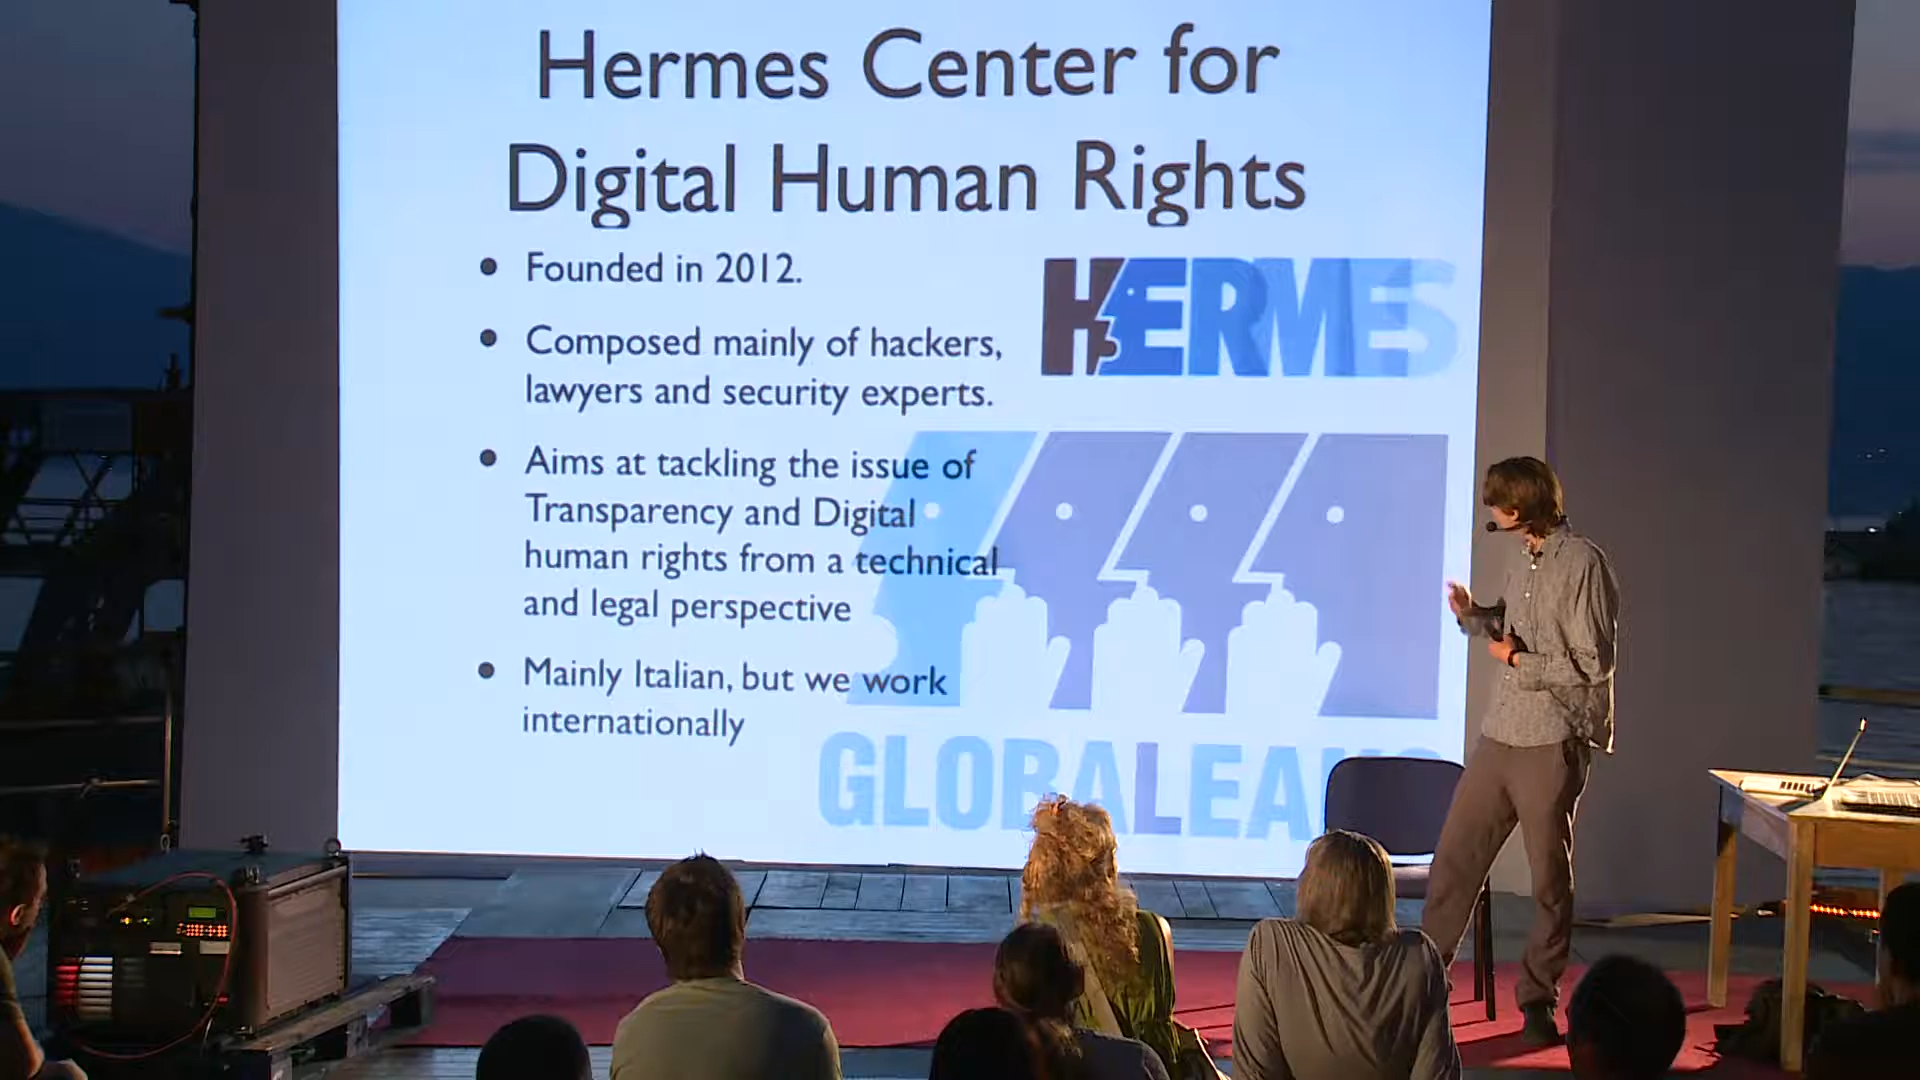 Hermes Center for
Digital Human Rights
Founded in 2012.
HERMES
Composed mainly of hackers,
lawyers and security experts.
Aims at tackling the issue of
Transparency and Digital
human rights from a technical
and legal perspective
Mainly Italian, but we work
internationally
GLOBALEAKS